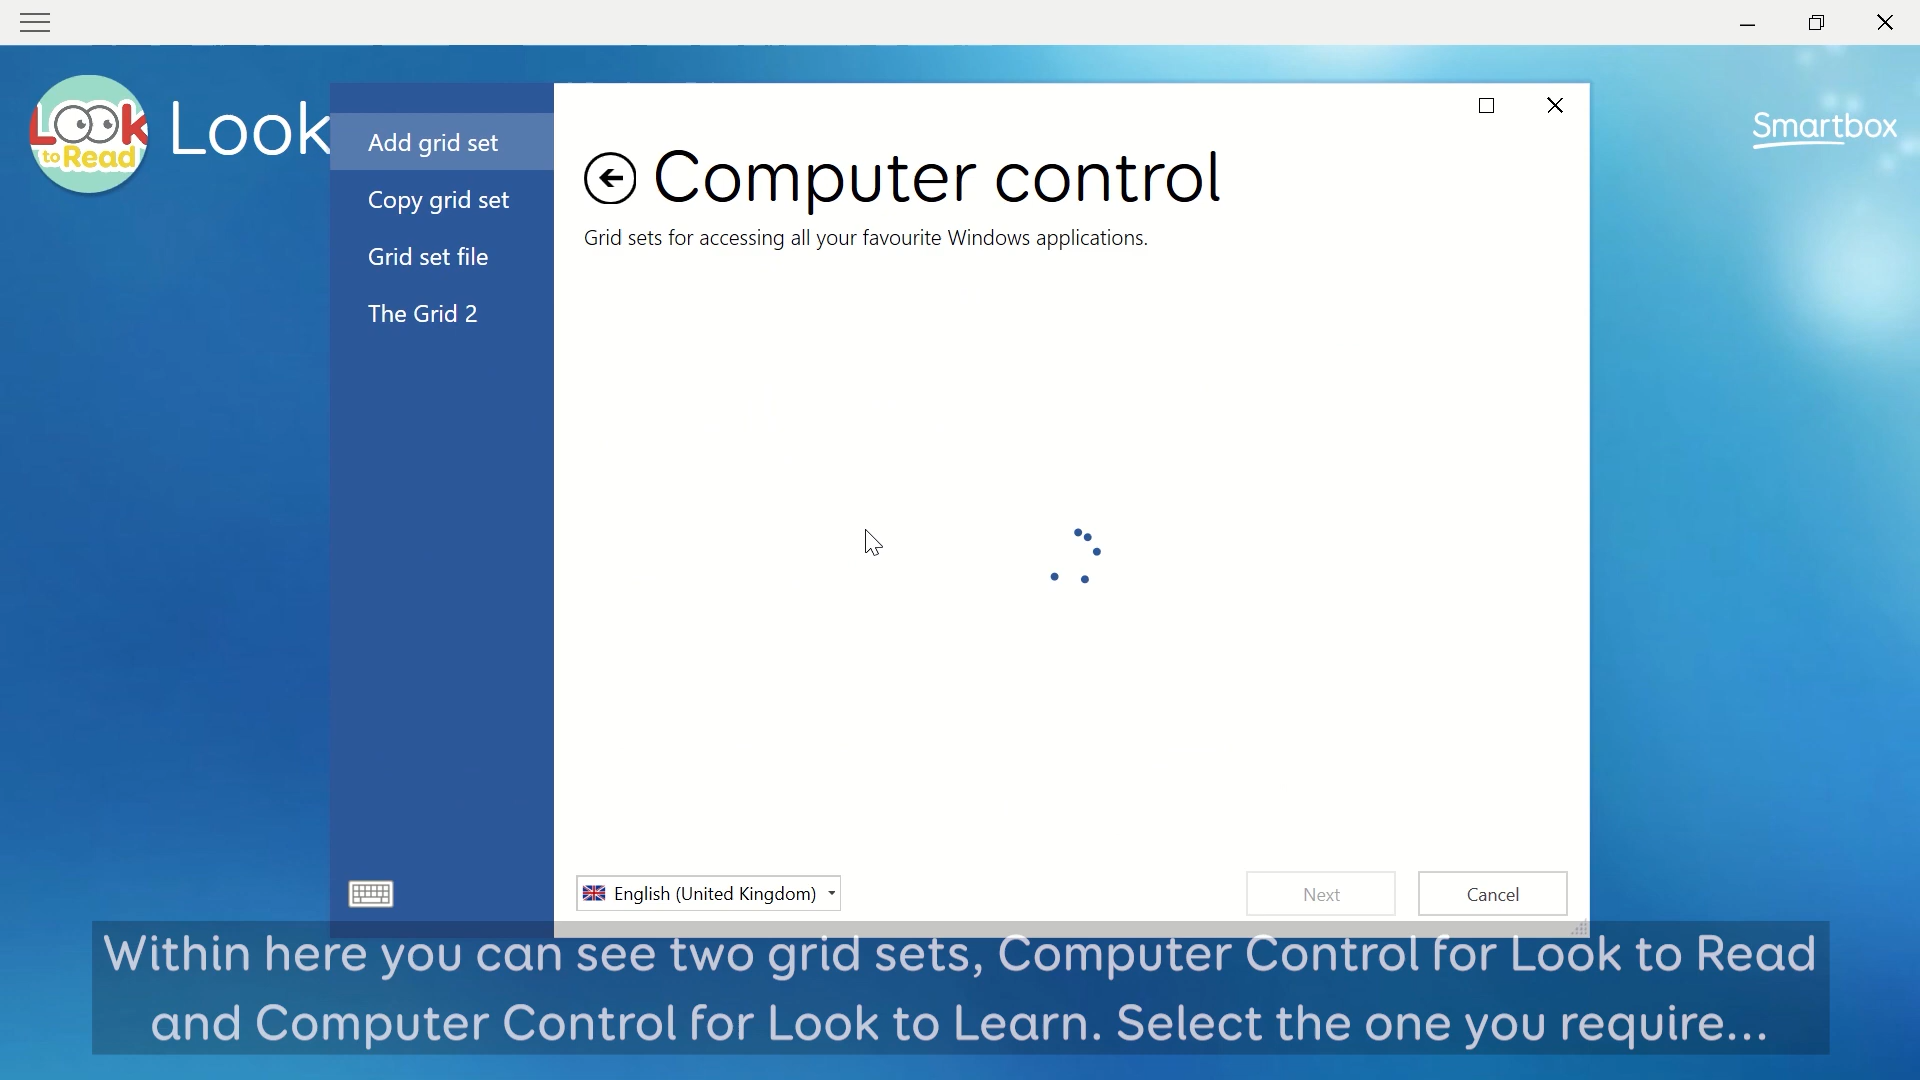 Look
to Read
Look
Smartbox
Add grid set
Copy grid set
Grid set file
The Grid 2
Computer control
Grid sets for accessing all your favourite Windows applications.
English (United Kingdom)
Next
Cancel
Within here you can see two grid sets, Computer Control for Look to Read
and Computer Control for Look to Learn. Select the one you require...